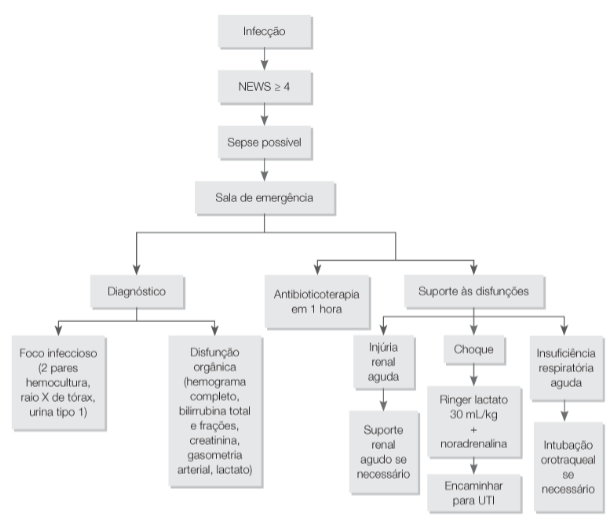 Infecção
NEWS ≥ 4
Sepse possível
Sala de emergência
Diagnóstico
Antibioticoterapia
em 1 hora
Suporte às disfunções
Foco infeccioso
(2 pares
hemocultura,
raio X de tórax,
urina tipo 1)
Disfunção
orgânica
(hemograma
completo,
bilirrubina total
e frações,
creatinina,
gasometria
arterial, lactato)
Injúria
renal
aguda
Suporte
renal
agudo se
necessário
Choque
Ringer lactato
30 mL/kg
+
noradrenalina
Encaminhar
para UTI
Insuficiência
respiratória
aguda
Intubação
orotraqueal
se
necessário